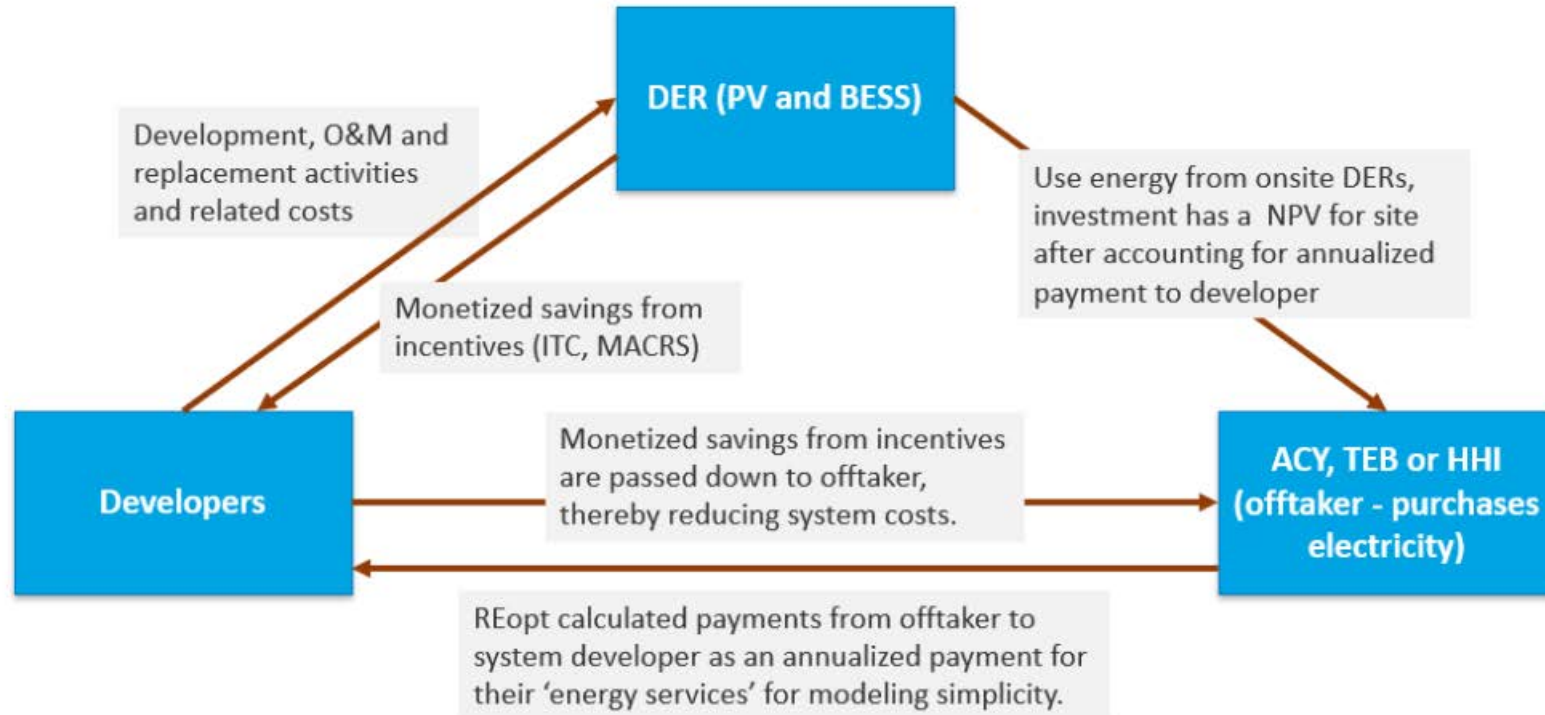 DER (PV and BESS)
Development, O&M and
replacement activities
and related costs
Use energy from onsite DERs,
investment has a NPV for site
after accounting for annualized
payment to developer
Monetized savings from
incentives (ITC, MACRS)
Developers
Monetized savings from incentives
are passed down to offtaker,
thereby reducing system costs.
ACY, TEB or HHI
(offtaker - purchases
electricity)
REopt calculated payments from offtaker to
system developer as an annualized payment for
their ‘energy services’ for modeling simplicity.